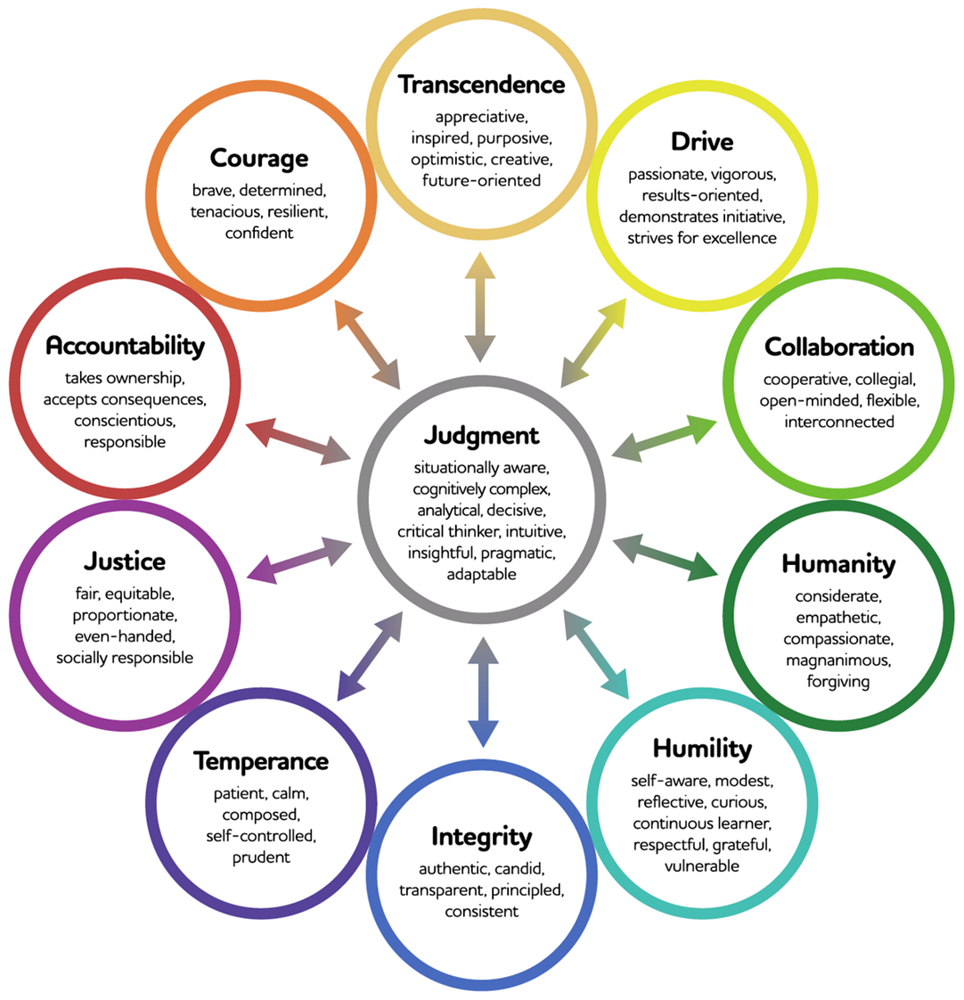 Transcendence
appreciative,
inspired, purposive,
optimistic, creative,
future-oriented
Drive
passionate, vigorous,
results-oriented,
demonstrates initiative,
strives for excellence
Collaboration
cooperative, collegial,
open-minded, flexible,
interconnected
Humanity
considerate,
empathetic,
compassionate,
magnanimous,
forgiving
Humility
self-aware, modest,
reflective, curious,
continuous learner,
respectful, grateful,
vulnerable
Integrity
authentic, candid,
transparent, principled,
consistent
Temperance
patient, calm,
composed,
self-controlled,
prudent
Justice
fair, equitable,
proportionate,
even-handed,
socially responsible
Accountability
takes ownership,
accepts consequences,
conscientious,
responsible
Courage
brave, determined,
tenacious, resilient,
confident
Judgment
situationally aware,
cognitively complex,
analytical, decisive,
critical thinker, intuitive,
insightful, pragmatic,
adaptable